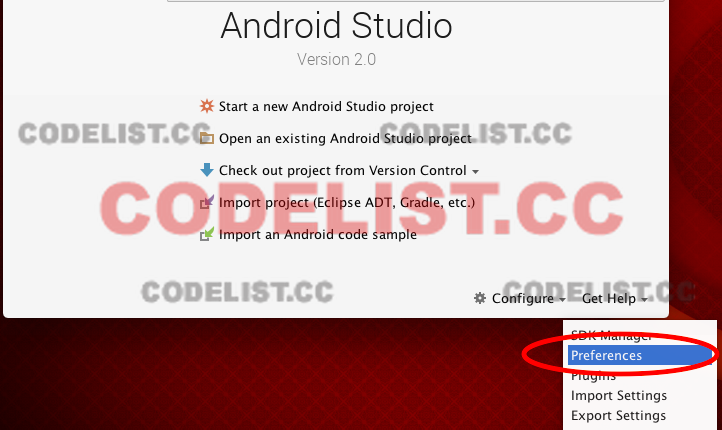 Android Studio
Version 2.0
Start a new Android Studio project
CODELIST.CC CODELIST.CC
Open an existing Android Studio project
Check out project from Version Control
CODELIST.CC
Import project (Eclipse ADT, Gradle, etc.)
Import an Android code sample
CODELIST.CC CODELIST.CC
Configure Get Help
SDK Manager
Preferences
Plugins
Import Settings
Export Settings